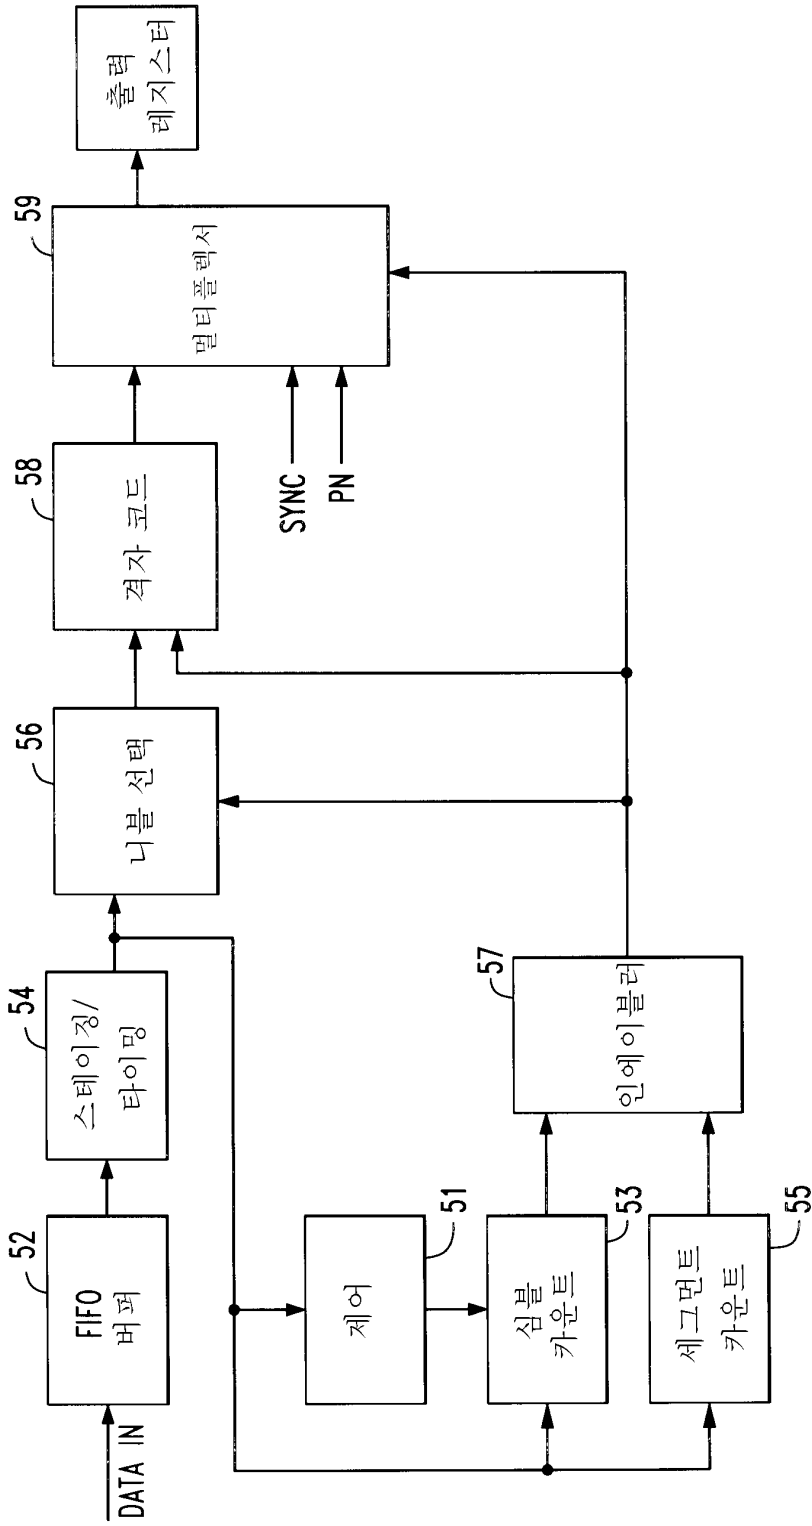 DATA IN
52
FIFO
버퍼
54
스테이징/
타이밍
56
니블 선택
58
격자 코드
59
멀티플렉서
출력
레지스터
SYNC
PN
제어
51
심볼
카운트
53
세그먼트
카운트
55
57
인에이블러